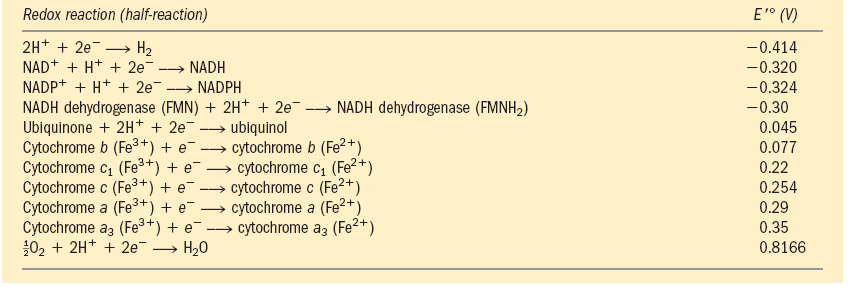 Redox reaction (half-reaction) E′° (V)
2H⁺ + 2e⁻ ⟶ H₂ −0.414
NAD⁺ + H⁺ + 2e⁻ ⟶ NADH −0.320
NADP⁺ + H⁺ + 2e⁻ ⟶ NADPH −0.324
NADH dehydrogenase (FMN) + 2H⁺ + 2e⁻ ⟶ NADH dehydrogenase (FMNH₂) −0.30
Ubiquinone + 2H⁺ + 2e⁻ ⟶ ubiquinol 0.045
Cytochrome b (Fe³⁺) + e⁻ ⟶ cytochrome b (Fe²⁺) 0.077
Cytochrome c₁ (Fe³⁺) + e⁻ ⟶ cytochrome c₁ (Fe²⁺) 0.22
Cytochrome c (Fe³⁺) + e⁻ ⟶ cytochrome c (Fe²⁺) 0.254
Cytochrome a (Fe³⁺) + e⁻ ⟶ cytochrome a (Fe²⁺) 0.29
Cytochrome a₃ (Fe³⁺) + e⁻ ⟶ cytochrome a₃ (Fe²⁺) 0.35
½O₂ + 2H⁺ + 2e⁻ ⟶ H₂O 0.8166